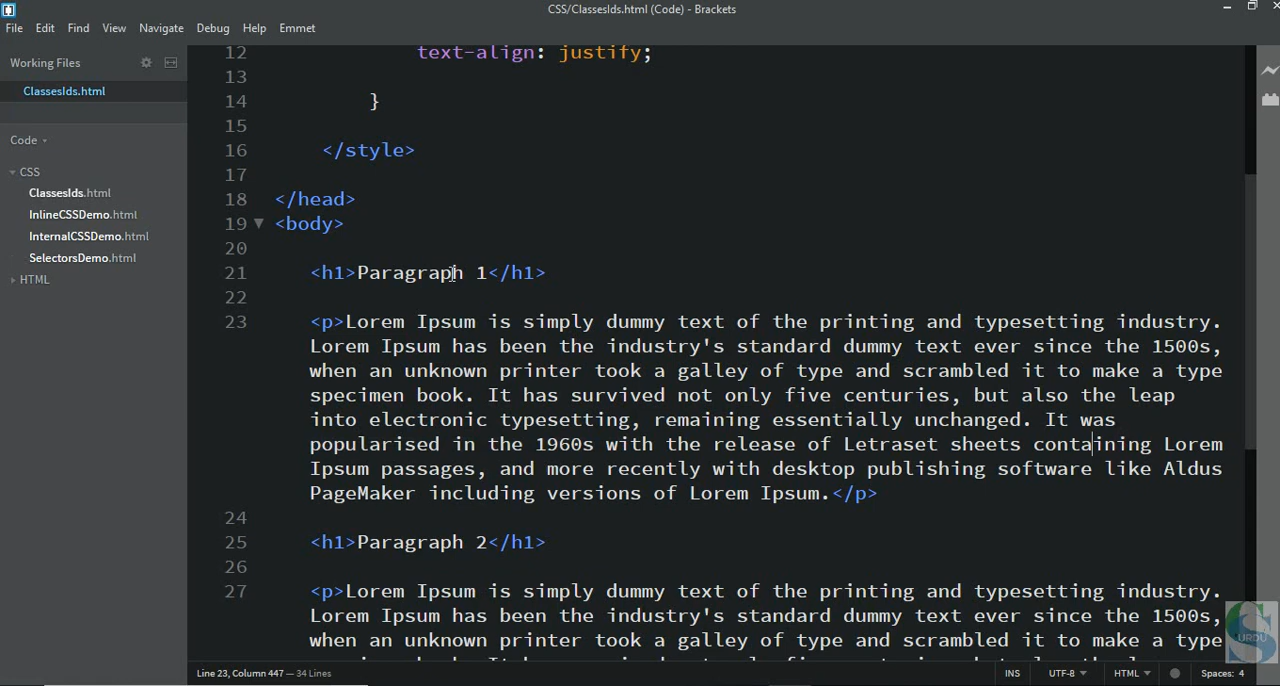 CSS/ClassesIds.html (Code) - Brackets
File Edit Find View Navigate Debug Help Emmet
Working Files
ClassesIds.html
Code
CSS
ClassesIds.html
InlineCSSDemo.html
InternalCSSDemo.html
SelectorsDemo.html
HTML
12 text-align: justify;
13
14 }
15
16 </style>
17
18 </head>
19 <body>
20
21 <h1>Paragraph 1</h1>
22
23 <p>Lorem Ipsum is simply dummy text of the printing and typesetting industry.
Lorem Ipsum has been the industry's standard dummy text ever since the 1500s,
when an unknown printer took a galley of type and scrambled it to make a type
specimen book. It has survived not only five centuries, but also the leap
into electronic typesetting, remaining essentially unchanged. It was
popularised in the 1960s with the release of Letraset sheets containing Lorem
Ipsum passages, and more recently with desktop publishing software like Aldus
PageMaker including versions of Lorem Ipsum.</p>
24
25 <h1>Paragraph 2</h1>
26
27 <p>Lorem Ipsum is simply dummy text of the printing and typesetting industry.
Lorem Ipsum has been the industry's standard dummy text ever since the 1500s,
when an unknown printer took a galley of type and scrambled it to make a type
URDU
Line 23, Column 447 — 34 Lines
INS UTF-8 HTML Spaces: 4